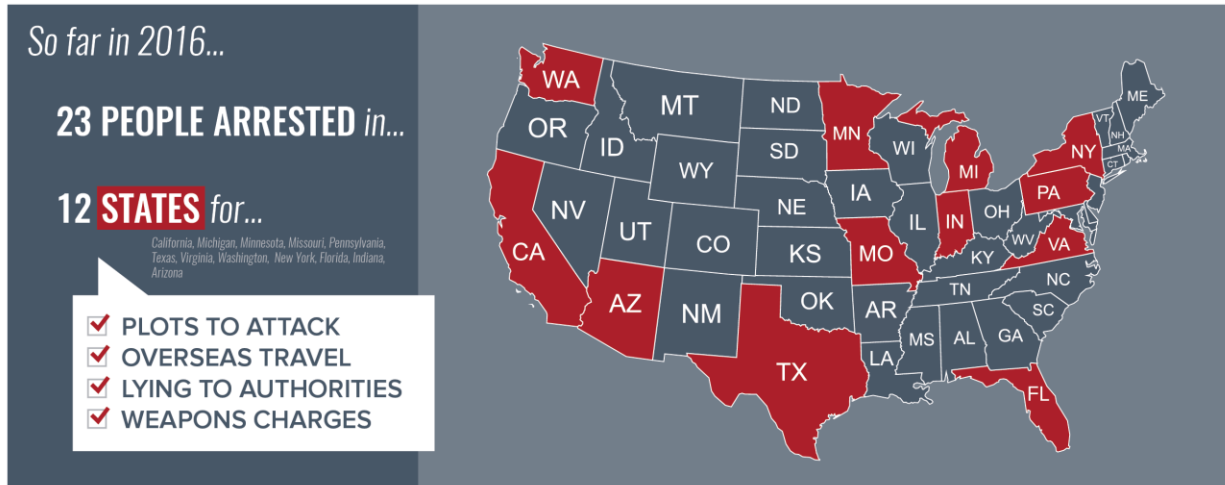 So far in 2016...
23 PEOPLE ARRESTED in...
12 STATES for...
California, Michigan, Minnesota, Missouri, Pennsylvania,
Texas, Virginia, Washington, New York, Florida, Indiana,
Arizona
PLOTS TO ATTACK
OVERSEAS TRAVEL
LYING TO AUTHORITIES
WEAPONS CHARGES
WA
MT
ND
MN
ME
VT
NH
OR
ID
SD
WI
MI
NY
MA
CT
WY
IA
PA
NE
NV
UT
CO
IL
IN
OH
WV
VA
CA
KS
MO
KY
NC
TN
AZ
NM
OK
AR
SC
MS
AL
GA
LA
TX
FL